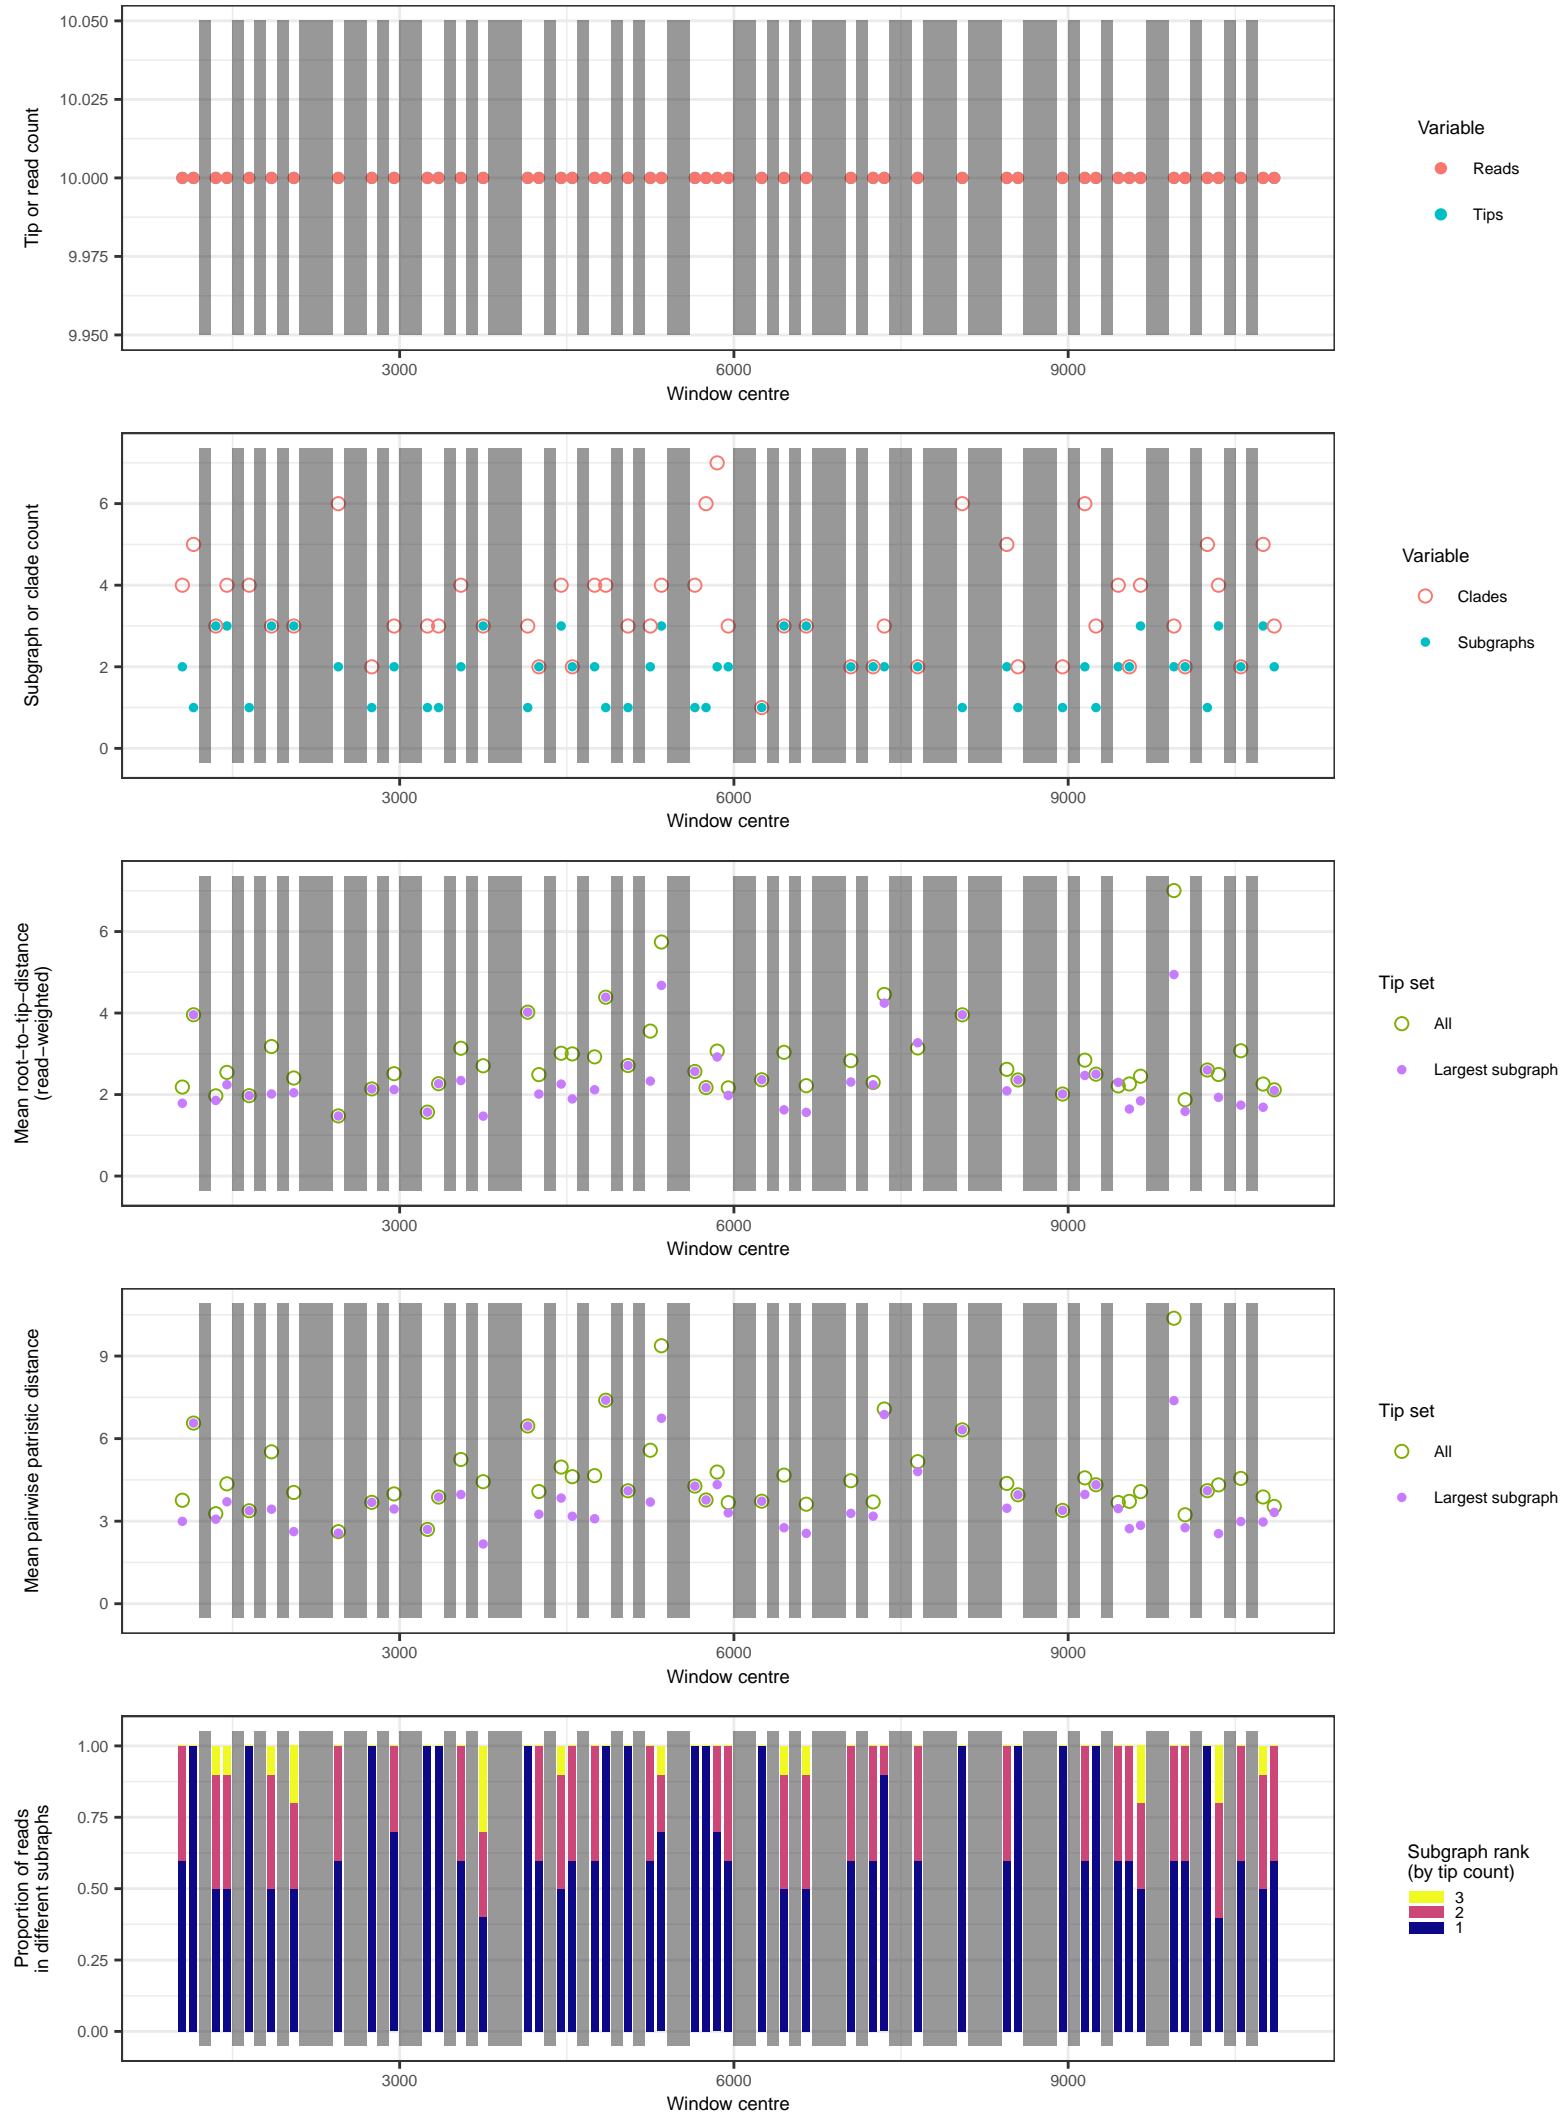 10.050
10.025
10.000
9.975
9.950
Tip or read count
3000
6000
9000
Window centre
Variable
Reads
Tips
6
4
2
0
Subgraph or clade count
3000
6000
9000
Window centre
Variable
Clades
Subgraphs
6
4
2
0
Mean root−to−tip−distance
(read−weighted)
3000
6000
9000
Window centre
Tip set
All
Largest subgraph
9
6
3
0
Mean pairwise patristic distance
3000
6000
9000
Window centre
Tip set
All
Largest subgraph
1.00
0.75
0.50
0.25
0.00
Proportion of reads
in different subraphs
3000
6000
9000
Window centre
Subgraph rank
(by tip count)
3
2
1